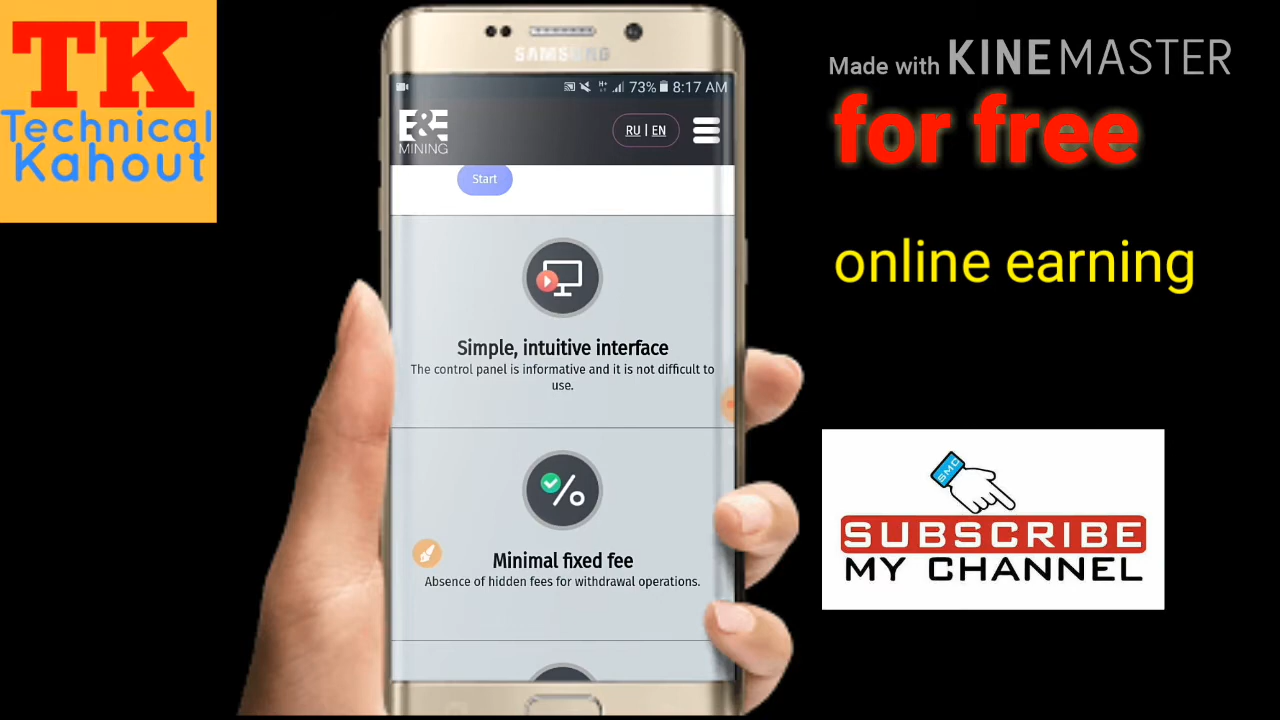 TK
Technical
Kahout
Made with KINEMASTER
for free
online earning
SAMSUNG
73% 8:17 AM
E&E
MINING
RU | EN
Start
Simple, intuitive interface
The control panel is informative and it is not difficult to
use.
Minimal fixed fee
Absence of hidden fees for withdrawal operations.
SMC
SUBSCRIBE
MY CHANNEL